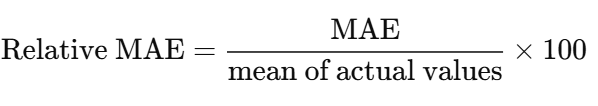 Relative MAE = MAE / mean of actual values × 100